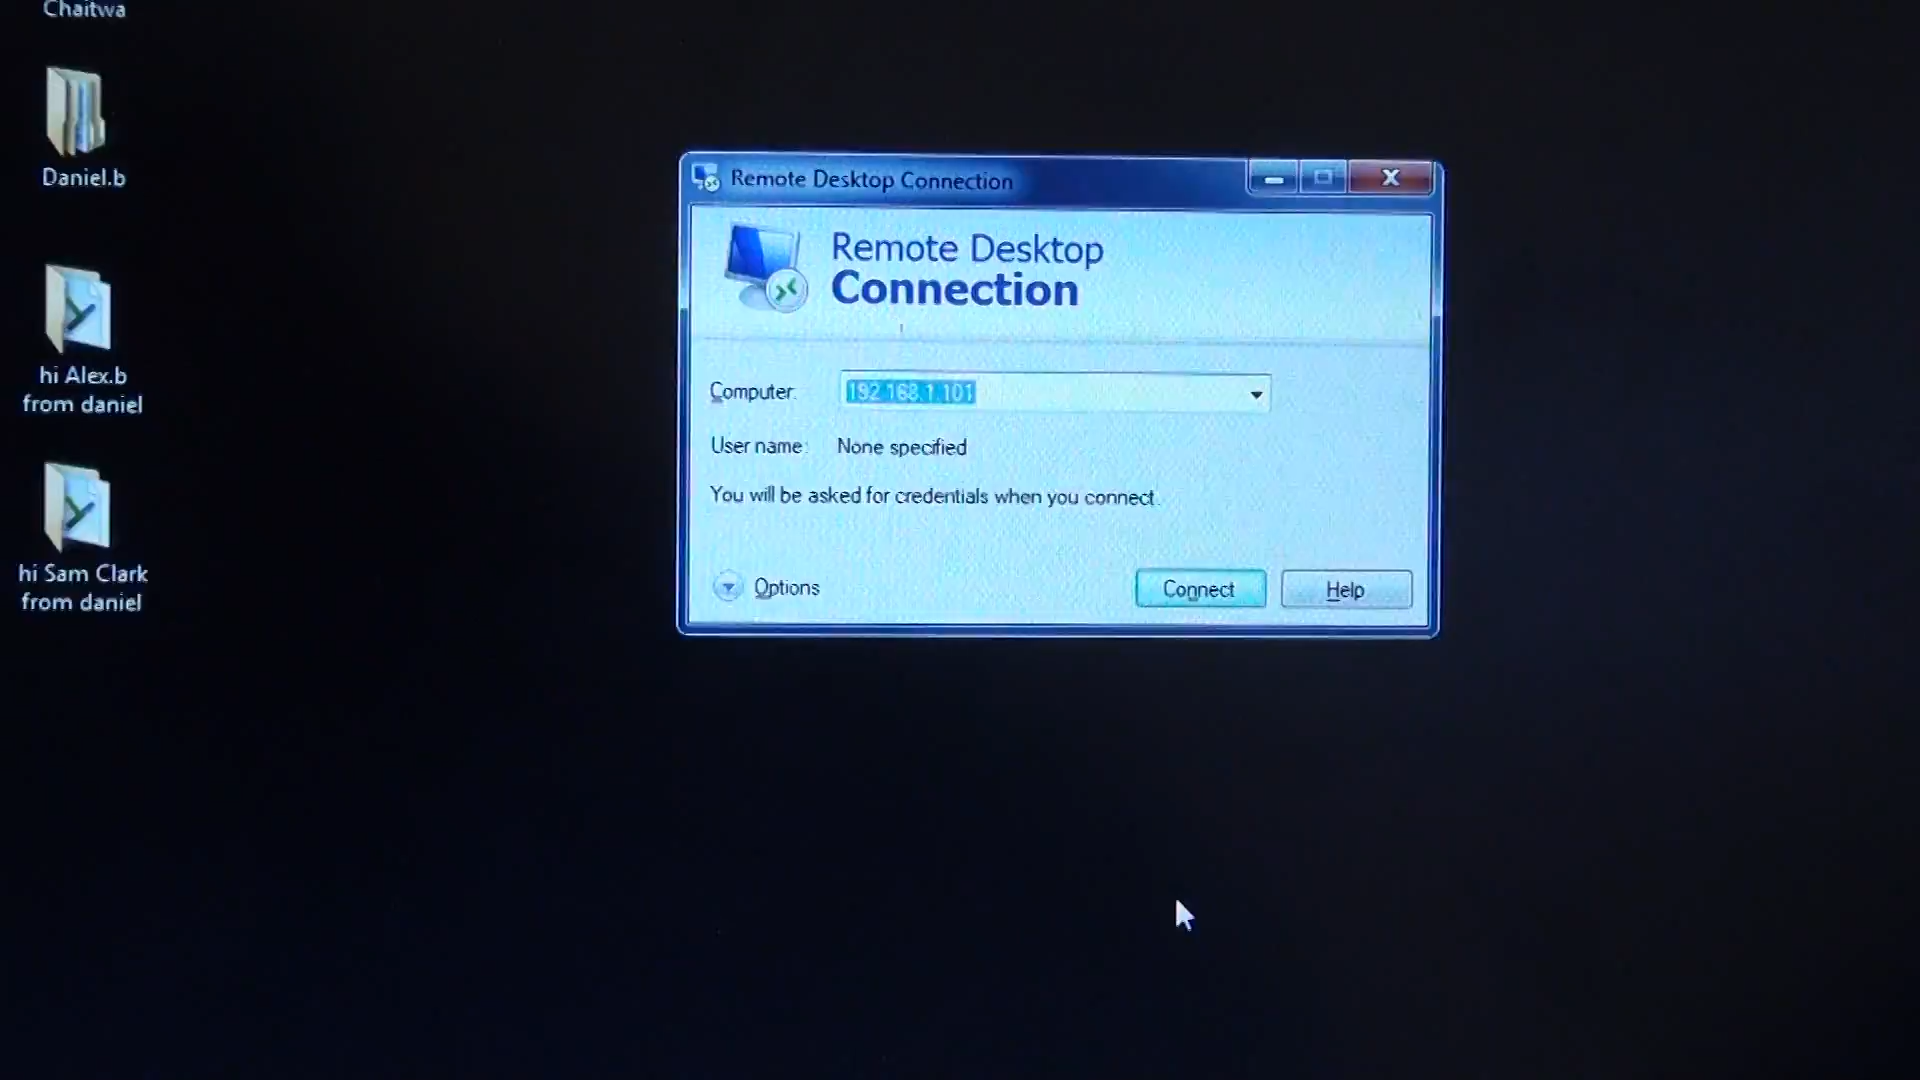 Chaitwa
Daniel.b
hi Alex.b
from daniel
hi Sam Clark
from daniel
Remote Desktop Connection
Remote Desktop
Connection
Computer:
192.168.1.101
User name:
None specified
You will be asked for credentials when you connect.
Options
Connect
Help